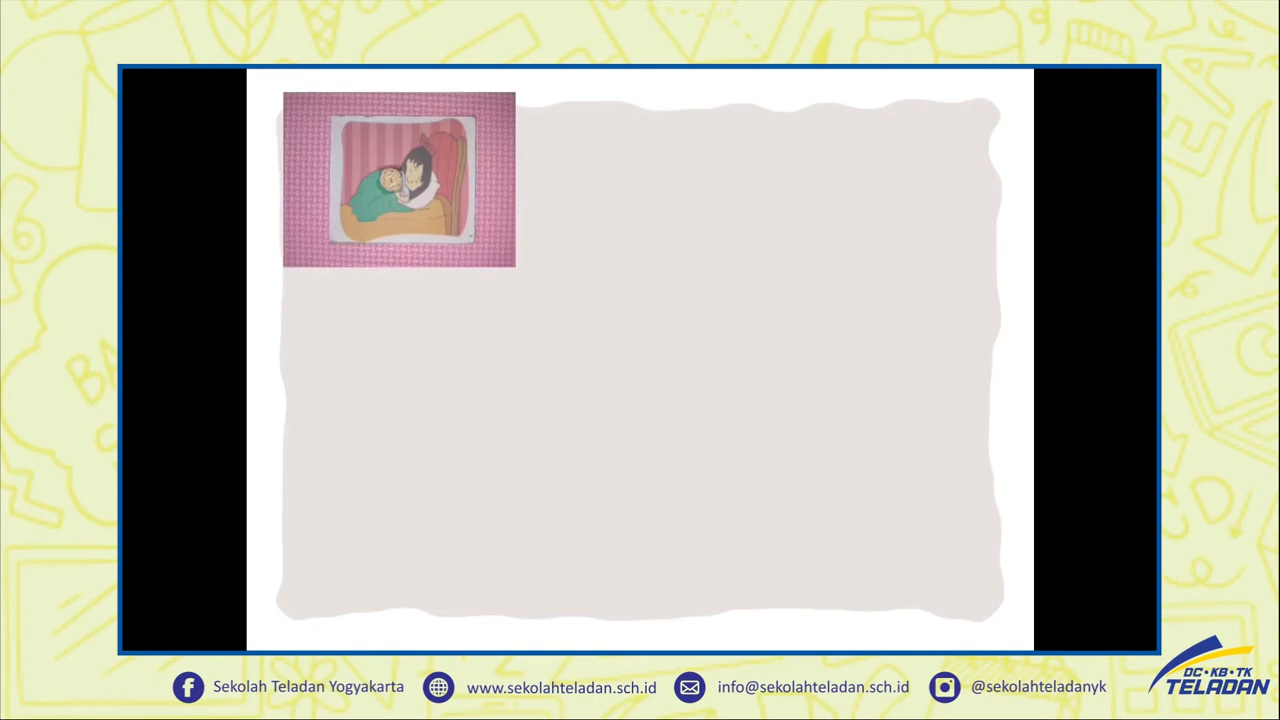 Sekolah Teladan Yogyakarta
www.sekolahteladan.sch.id
info@sekolahteladan.sch.id
@sekolahteladanyk
DC•KB•TK
TELADAN